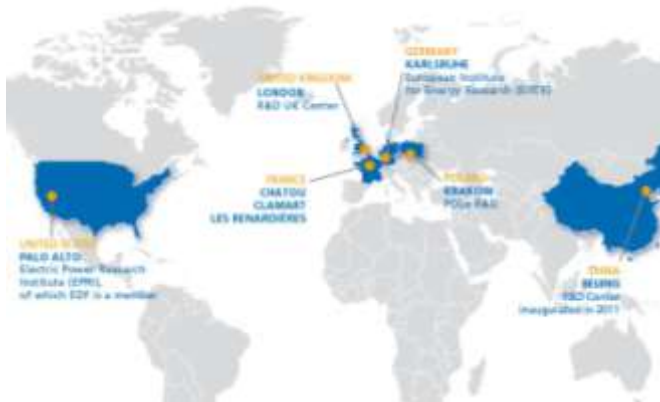 GERMANY
KARLSRUHE
European Institute
for Energy Research (EIFER)
UNITED KINGDOM
LONDON
R&D UK Center
FRANCE
CHATOU
CLAMART
LES RENARDIÈRES
POLAND
KRAKOW
R&D
UNITED STATES
PALO ALTO
Electric Power Research
Institute (EPRI),
of which EDF is a member
CHINA
BEIJING
R&D Center
inaugurated in 2011